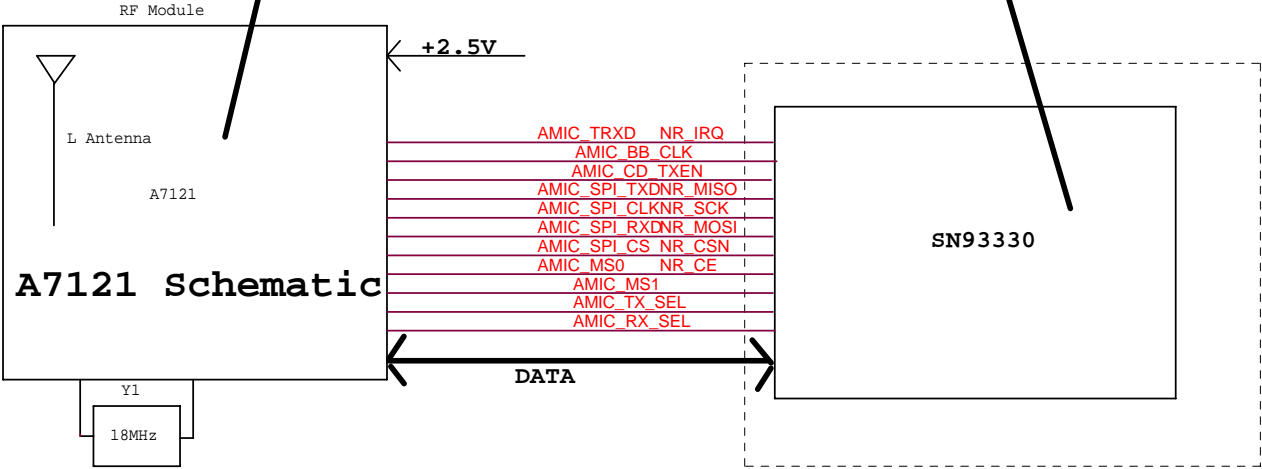 RF Module
+2.5V
L Antenna
A7121
A7121 Schematic
AMIC_TRXD NR_IRQ
AMIC_BB_CLK
AMIC_CD_TXEN
AMIC_SPI_TXDNR_MISO
AMIC_SPI_CLKNR_SCK
AMIC_SPI_RXDNR_MOSI
AMIC_SPI_CS NR_CSN
AMIC_MS0 NR_CE
AMIC_MS1
AMIC_TX_SEL
AMIC_RX_SEL
DATA
SN93330
Y1
18MHz